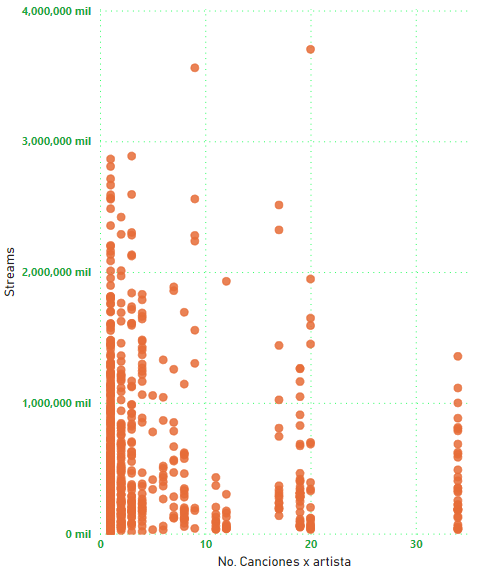 4,000,000 mil
3,000,000 mil
2,000,000 mil
1,000,000 mil
0 mil
Streams
0 10 20 30
No. Canciones x artista